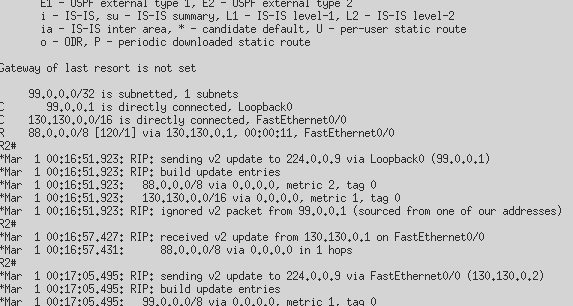 E1 - OSPF external type 1, E2 - OSPF external type 2
i - IS-IS, su - IS-IS summary, L1 - IS-IS level-1, L2 - IS-IS level-2
ia - IS-IS inter area, * - candidate default, U - per-user static route
o - ODR, P - periodic downloaded static route
Gateway of last resort is not set
99.0.0.0/32 is subnetted, 1 subnets
C 99.0.0.1 is directly connected, Loopback0
C 130.130.0.0/16 is directly connected, FastEthernet0/0
R 88.0.0.0/8 [120/1] via 130.130.0.1, 00:00:11, FastEthernet0/0
R2#
*Mar 1 00:16:51.923: RIP: sending v2 update to 224.0.0.9 via Loopback0 (99.0.0.1)
*Mar 1 00:16:51.923: RIP: build update entries
*Mar 1 00:16:51.923: 88.0.0.0/8 via 0.0.0.0, metric 2, tag 0
*Mar 1 00:16:51.923: 130.130.0.0/16 via 0.0.0.0, metric 1, tag 0
*Mar 1 00:16:51.923: RIP: ignored v2 packet from 99.0.0.1 (sourced from one of our addresses)
R2#
*Mar 1 00:16:57.427: RIP: received v2 update from 130.130.0.1 on FastEthernet0/0
*Mar 1 00:16:57.431: 88.0.0.0/8 via 0.0.0.0 in 1 hops
R2#
*Mar 1 00:17:05.495: RIP: sending v2 update to 224.0.0.9 via FastEthernet0/0 (130.130.0.2)
*Mar 1 00:17:05.495: RIP: build update entries
*Mar 1 00:17:05.495: 99.0.0.0/8 via 0.0.0.0, metric 1, tag 0